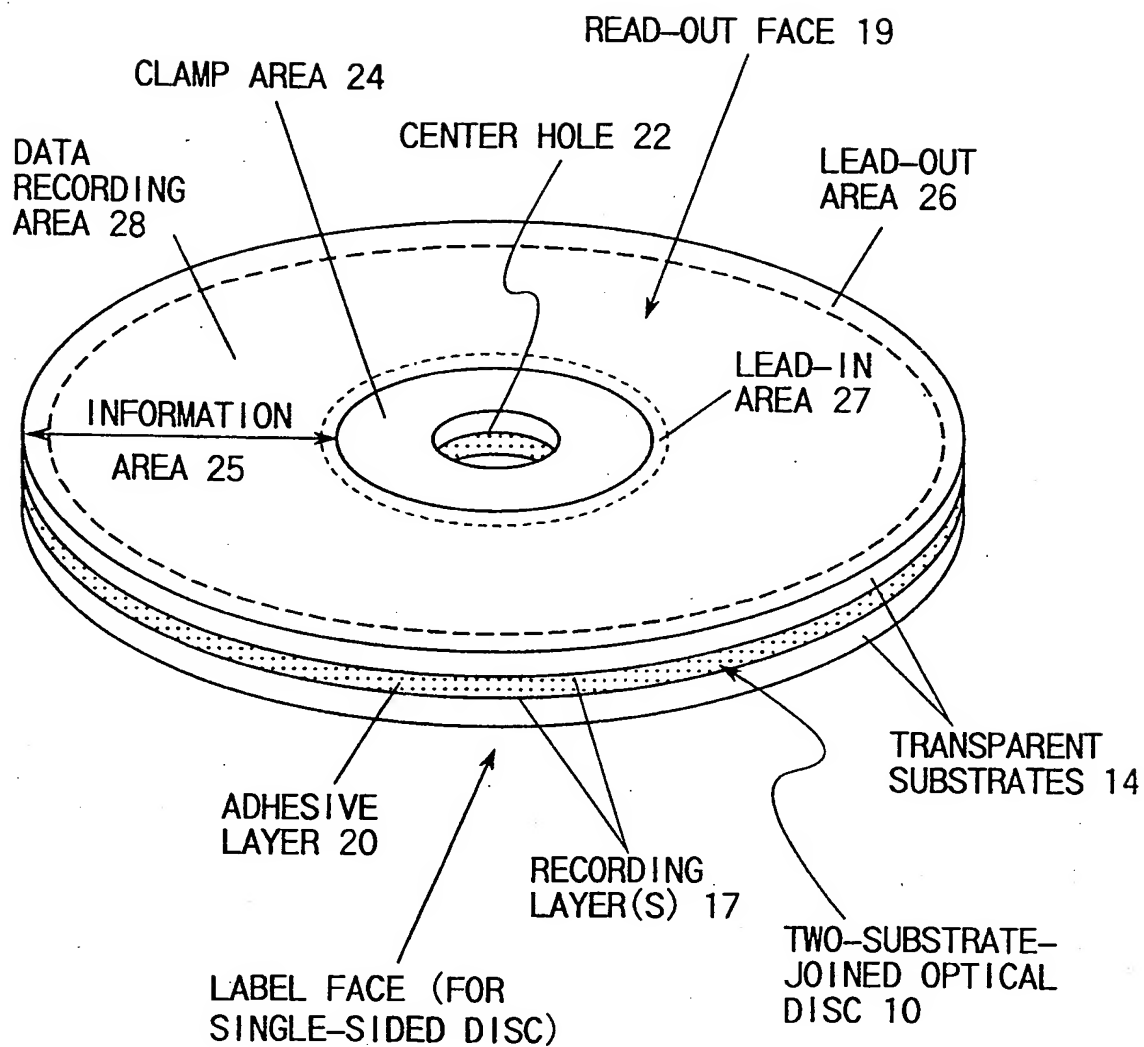 READ-OUT FACE 19
CLAMP AREA 24
CENTER HOLE 22
DATA
RECORDING
AREA 28
LEAD-OUT
AREA 26
LEAD-IN
AREA 27
INFORMATION
AREA 25
TRANSPARENT
SUBSTRATES 14
ADHESIVE
LAYER 20
RECORDING
LAYER(S) 17
TWO-SUBSTRATE-
JOINED OPTICAL
DISC 10
LABEL FACE (FOR
SINGLE-SIDED DISC)